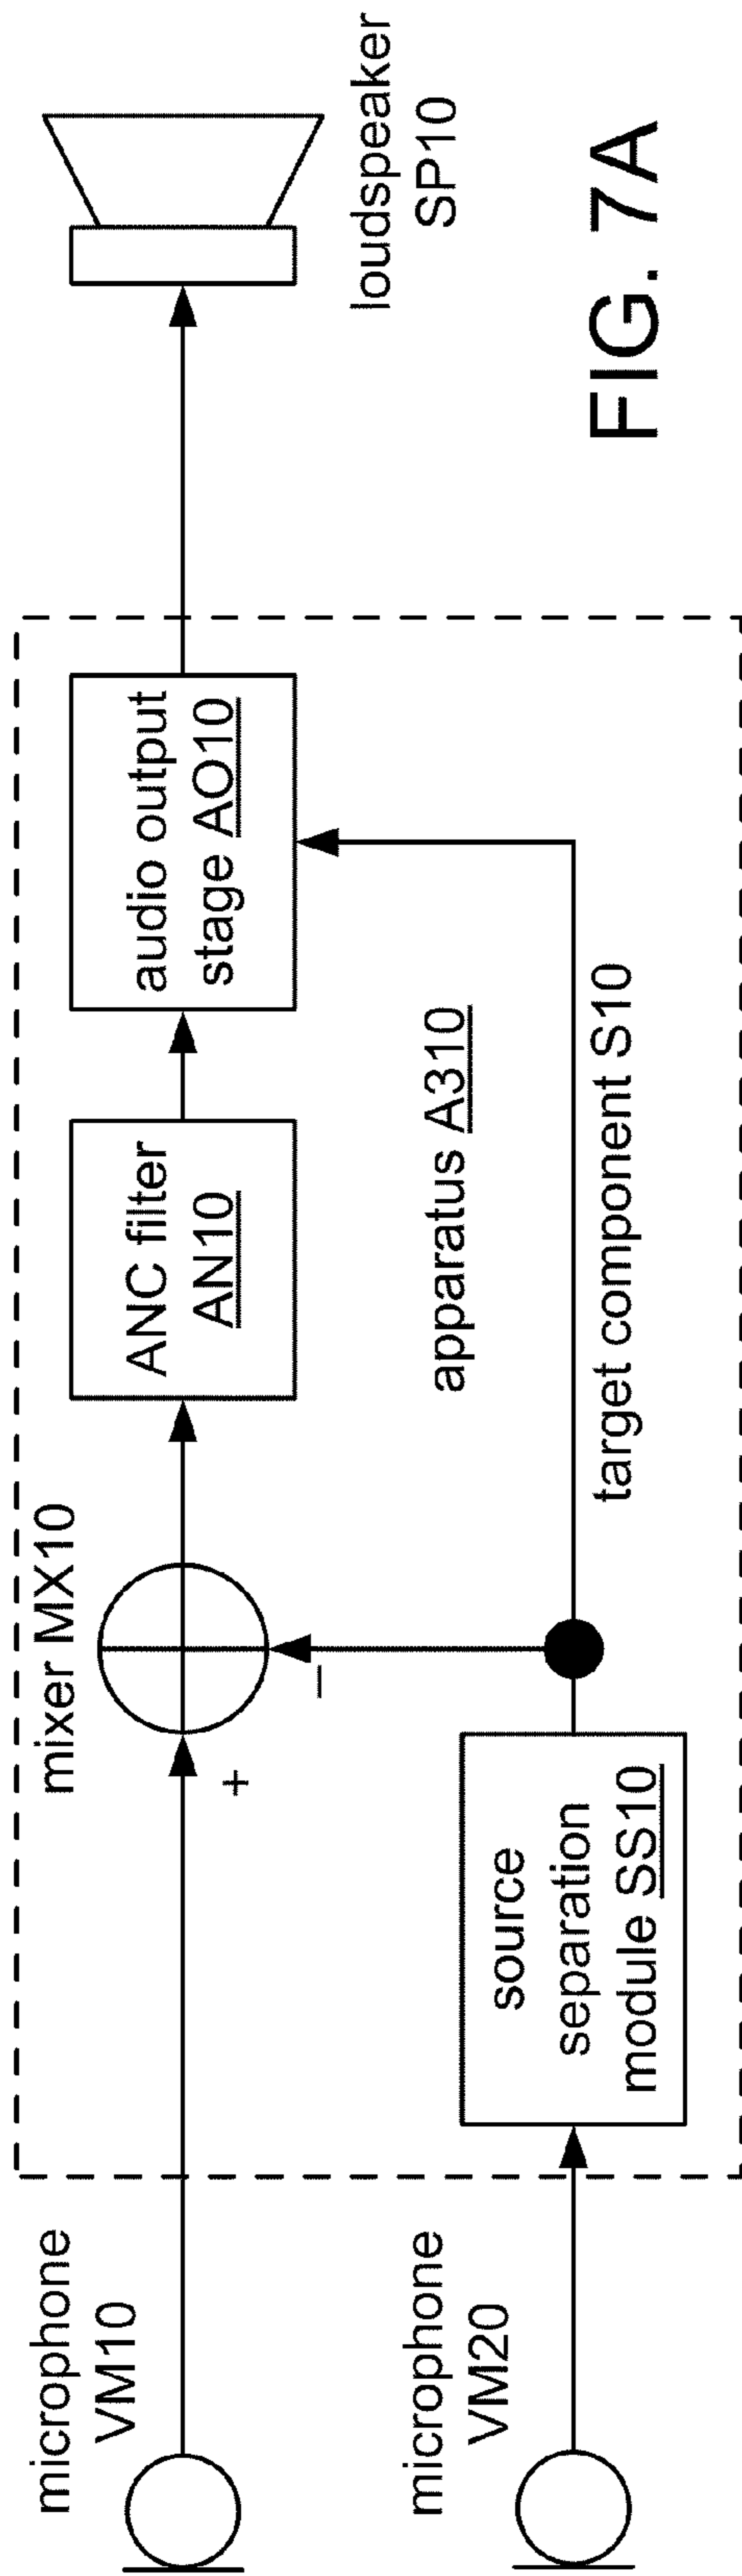 microphone
VM10
mixer MX10
+
–
ANC filter
AN10
audio output
stage AO10
loudspeaker
SP10
apparatus A310
microphone
VM20
source
separation
module SS10
target component S10
FIG. 7A